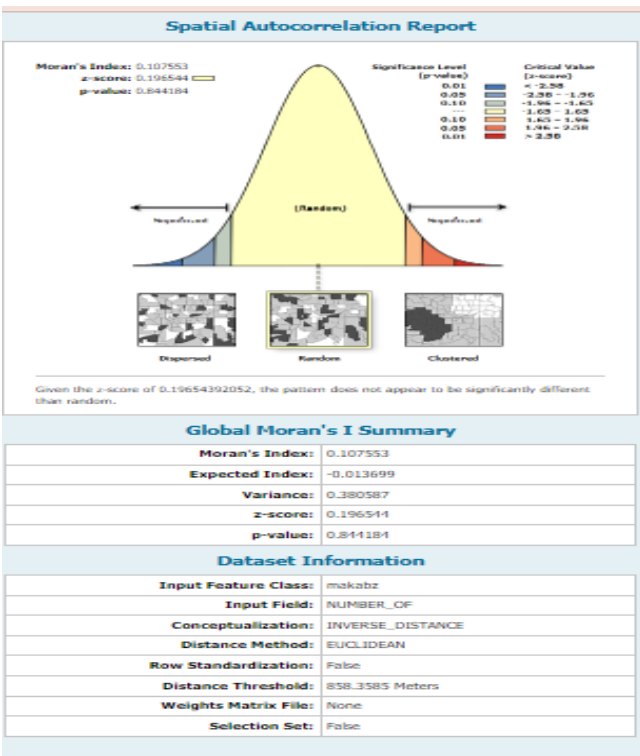 Spatial Autocorrelation Report
Moran's Index: 0.107553
z-score: 0.196544
p-value: 0.844184
Significance Level
(p-value)
Critical Value
(z-score)
0.01 < -2.58
0.05 -2.58 - -1.96
0.10 -1.96 - -1.65
--- -1.65 - 1.65
0.10 1.65 - 1.96
0.05 1.96 - 2.58
0.01 > 2.58
(Random)
Dispersed
Random
Clustered
Given the z-score of 0.19654392052, the pattern does not appear to be significantly different
than random.
Global Moran's I Summary
Moran's Index: 0.107553
Expected Index: -0.013699
Variance: 0.380587
z-score: 0.196544
p-value: 0.844184
Dataset Information
Input Feature Class: makabz
Input Field: NUMBER_OF
Conceptualization: INVERSE_DISTANCE
Distance Method: EUCLIDEAN
Row Standardization: False
Distance Threshold: 858.3585 Meters
Weights Matrix File: None
Selection Set: False